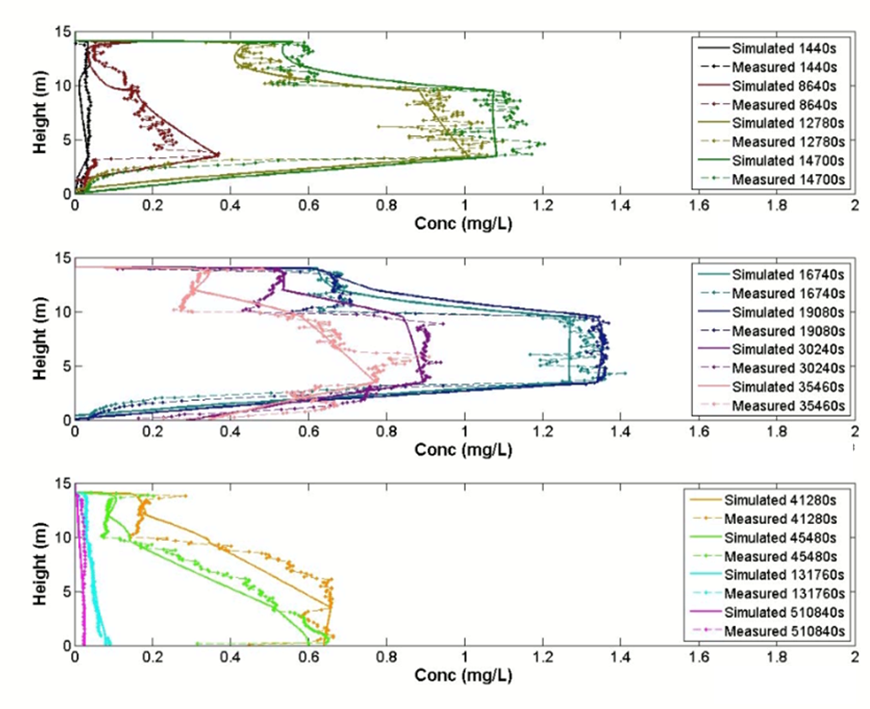 15
10
5
0
Height (m)
0 0.2 0.4 0.6 0.8 1 1.2 1.4 1.6 1.8 2
Conc (mg/L)
Simulated 1440s
Measured 1440s
Simulated 8640s
Measured 8640s
Simulated 12780s
Measured 12780s
Simulated 14700s
Measured 14700s
15
10
5
0
Height (m)
0 0.2 0.4 0.6 0.8 1 1.2 1.4 1.6 1.8 2
Conc (mg/L)
Simulated 16740s
Measured 16740s
Simulated 19080s
Measured 19080s
Simulated 30240s
Measured 30240s
Simulated 35460s
Measured 35460s
15
10
5
0
Height (m)
0 0.2 0.4 0.6 0.8 1 1.2 1.4 1.6 1.8 2
Conc (mg/L)
Simulated 41280s
Measured 41280s
Simulated 45480s
Measured 45480s
Simulated 131760s
Measured 131760s
Simulated 510840s
Measured 510840s